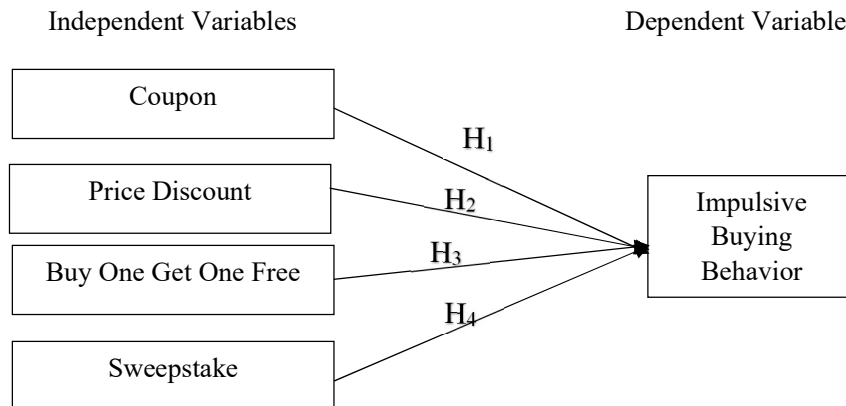 Independent Variables
Dependent Variable
Coupon
H₁
Price Discount
H₂
Impulsive
Buying
Behavior
Buy One Get One Free
H₃
H₄
Sweepstake